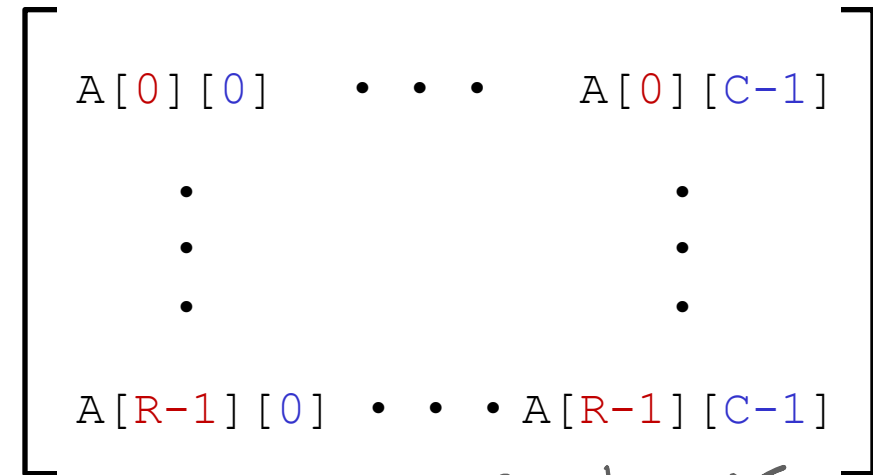 A[0][0] • • • A[0][C-1]
• •
• •
• •
A[R-1][0] • • • A[R-1][C-1]